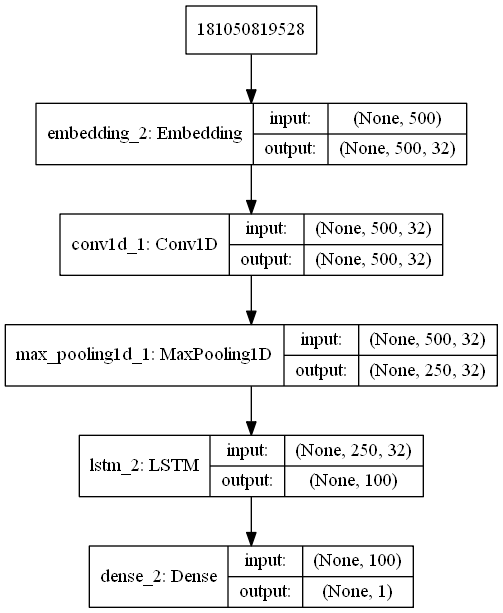 181050819528
embedding_2: Embedding
input: (None, 500)
output: (None, 500, 32)
conv1d_1: Conv1D
input: (None, 500, 32)
output: (None, 500, 32)
max_pooling1d_1: MaxPooling1D
input: (None, 500, 32)
output: (None, 250, 32)
lstm_2: LSTM
input: (None, 250, 32)
output: (None, 100)
dense_2: Dense
input: (None, 100)
output: (None, 1)